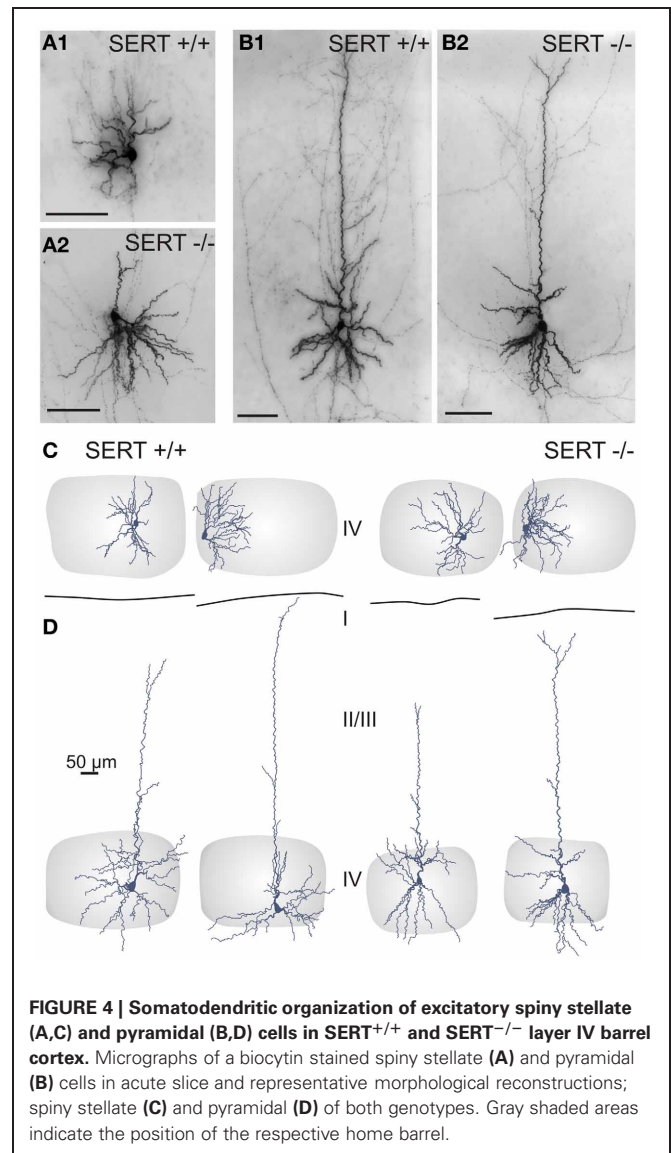 A1 SERT +/+
B1 SERT +/+
B2 SERT -/-
A2 SERT -/-
C SERT +/+ SERT -/-
IV
I
D
II/III
50 µm
IV
FIGURE 4 | Somatodendritic organization of excitatory spiny stellate
(A,C) and pyramidal (B,D) cells in SERT+/+ and SERT−/− layer IV barrel
cortex. Micrographs of a biocytin stained spiny stellate (A) and pyramidal
(B) cells in acute slice and representative morphological reconstructions;
spiny stellate (C) and pyramidal (D) of both genotypes. Gray shaded areas
indicate the position of the respective home barrel.